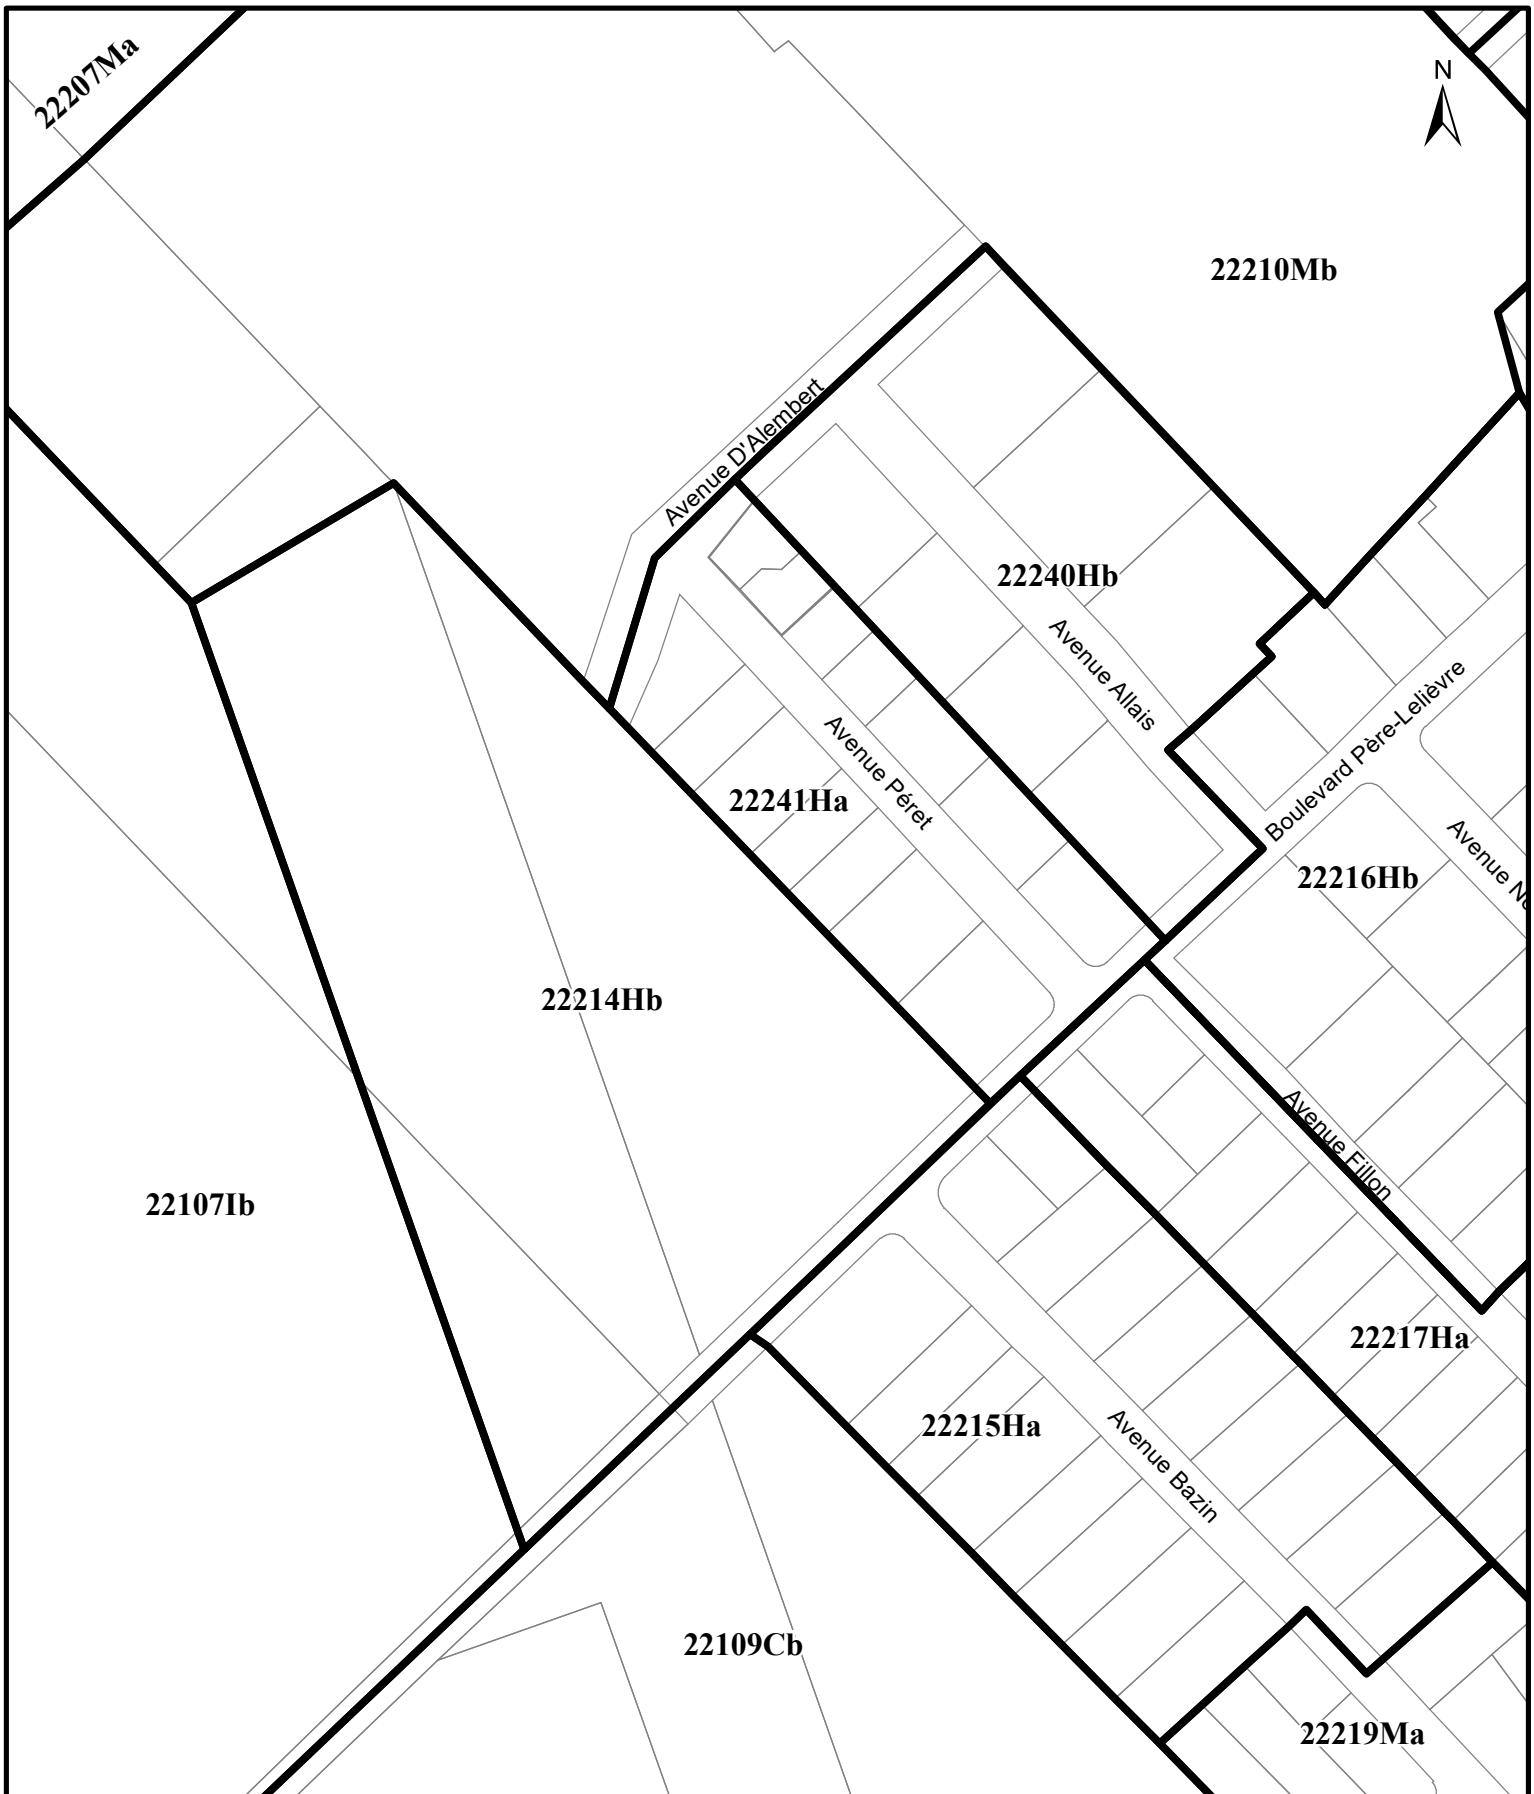 22207Ma
N
22210Mb
Avenue D'Alembert
22240Hb
Avenue Allais
Boulevard Père-Lelièvre
Avenue Péret
22241Ha
22216Hb
Avenue
22214Hb
Avenue Fillon
22107Ib
22217Ha
22215Ha
Avenue Bazin
22109Cb
22219Ma